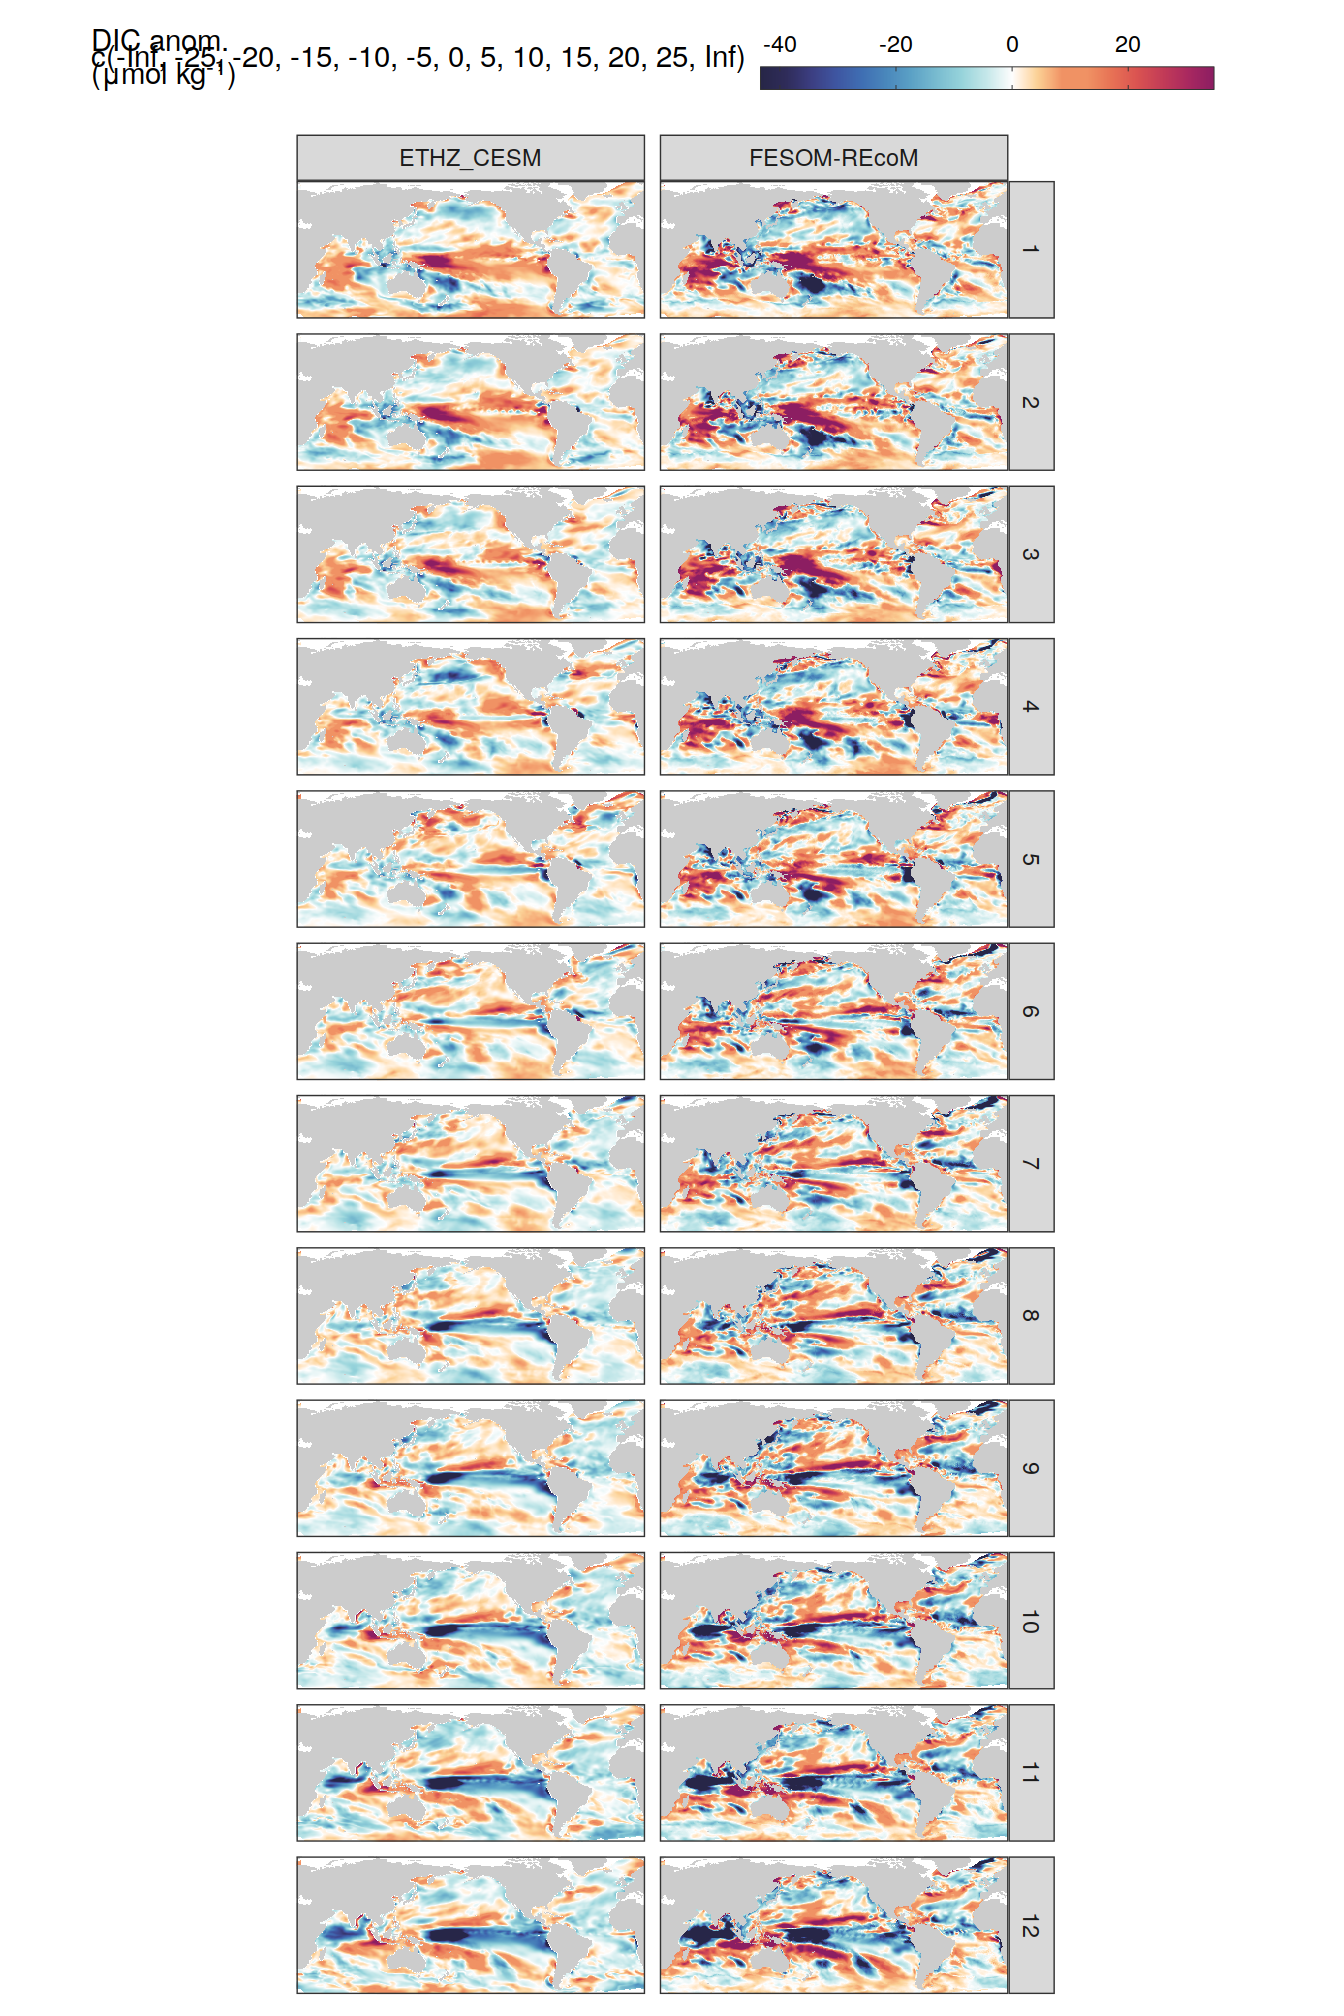 DIC anom.
c(-Inf, -25, -20, -15, -10, -5, 0, 5, 10, 15, 20, 25, Inf)
(μmol kg⁻¹)
-40 -20 0 20
ETHZ_CESM FESOM-REcoM
1
2
3
4
5
6
7
8
9
10
11
12